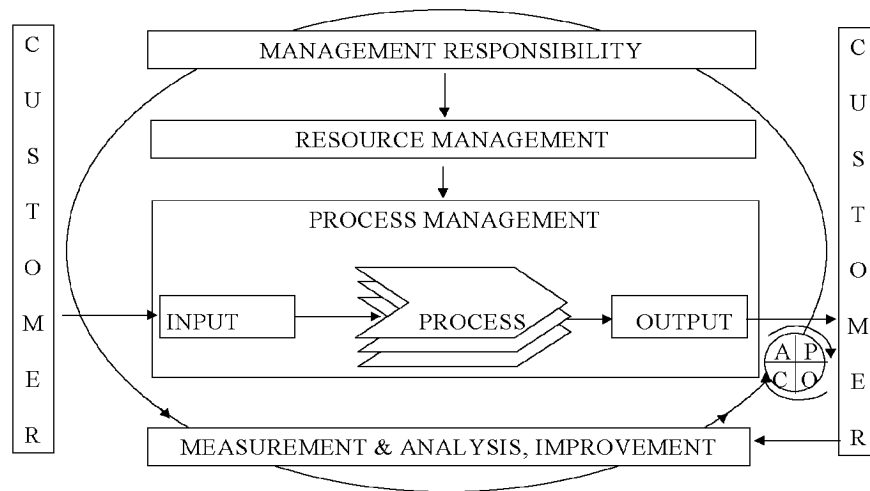 CUSTOMER
MANAGEMENT RESPONSIBILITY
RESOURCE MANAGEMENT
PROCESS MANAGEMENT
INPUT
PROCESS
OUTPUT
A P
C O
MEASUREMENT & ANALYSIS, IMPROVEMENT
CUSTOMER